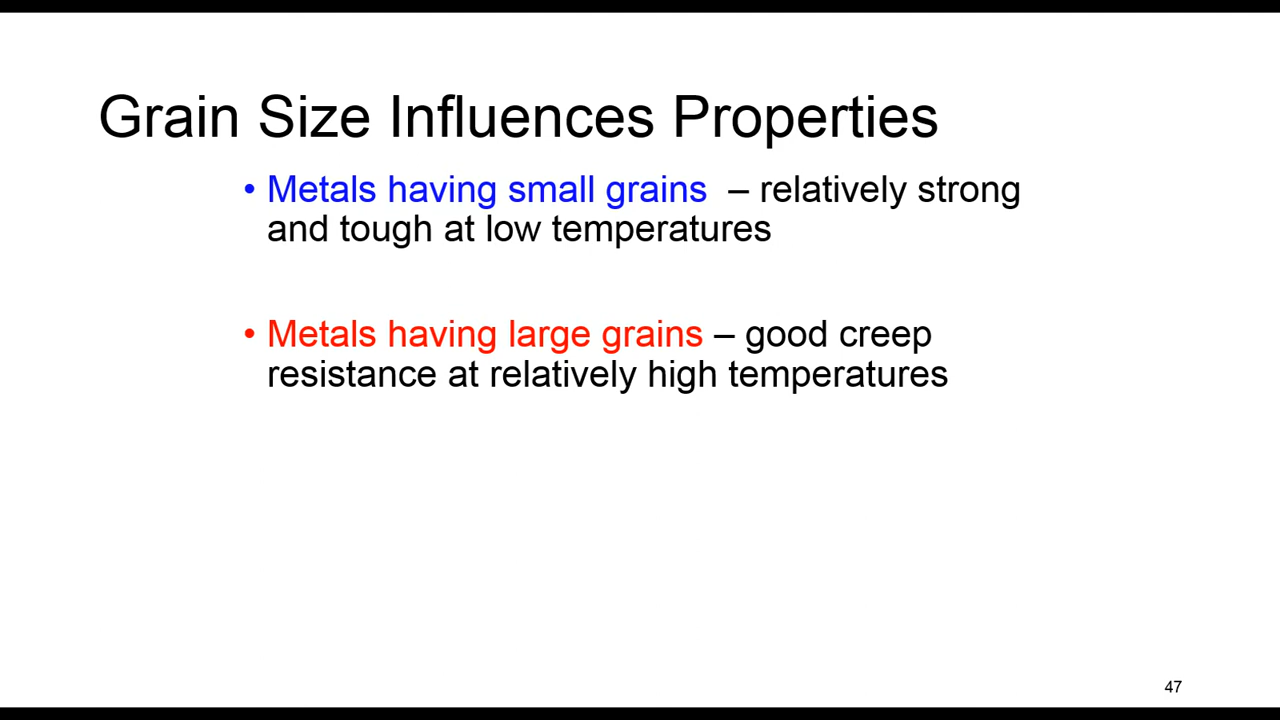 Grain Size Influences Properties
• Metals having small grains – relatively strong
and tough at low temperatures
• Metals having large grains – good creep
resistance at relatively high temperatures
47